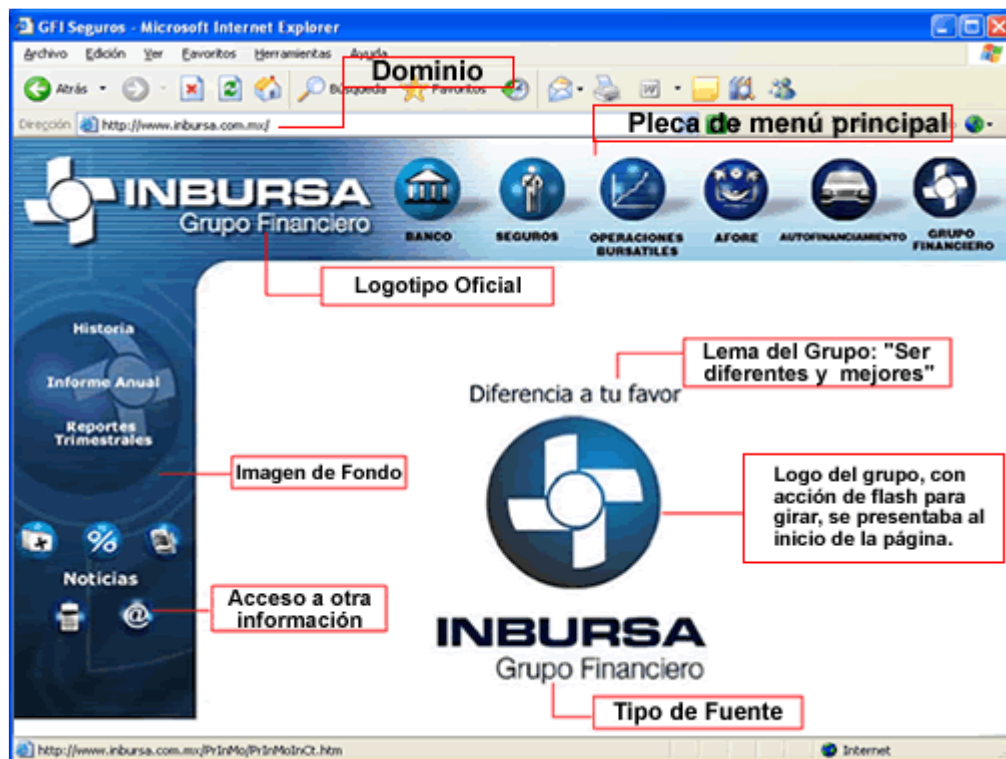 GFI Seguros - Microsoft Internet Explorer
Archivo Edición Ver Favoritos Herramientas Ayuda
Dominio
Atrás Búsqueda Favoritos
Dirección http://www.inbursa.com.mx/
Pleca de menú principal
INBURSA
Grupo Financiero
BANCO
SEGUROS
OPERACIONES
BURSATILES
AFORE
AUTOFINANCIAMIENTO
GRUPO
FINANCIERO
Logotipo Oficial
Historia
Informe Anual
Reportes
Trimestrales
Lema del Grupo: "Ser
diferentes y mejores"
Diferencia a tu favor
Imagen de Fondo
Logo del grupo, con
acción de flash para
girar, se presentaba al
inicio de la página.
%
Noticias
@
Acceso a otra
información
INBURSA
Grupo Financiero
Tipo de Fuente
http://www.inbursa.com.mx/PrInMo/PrInMoInCt.htm
Internet